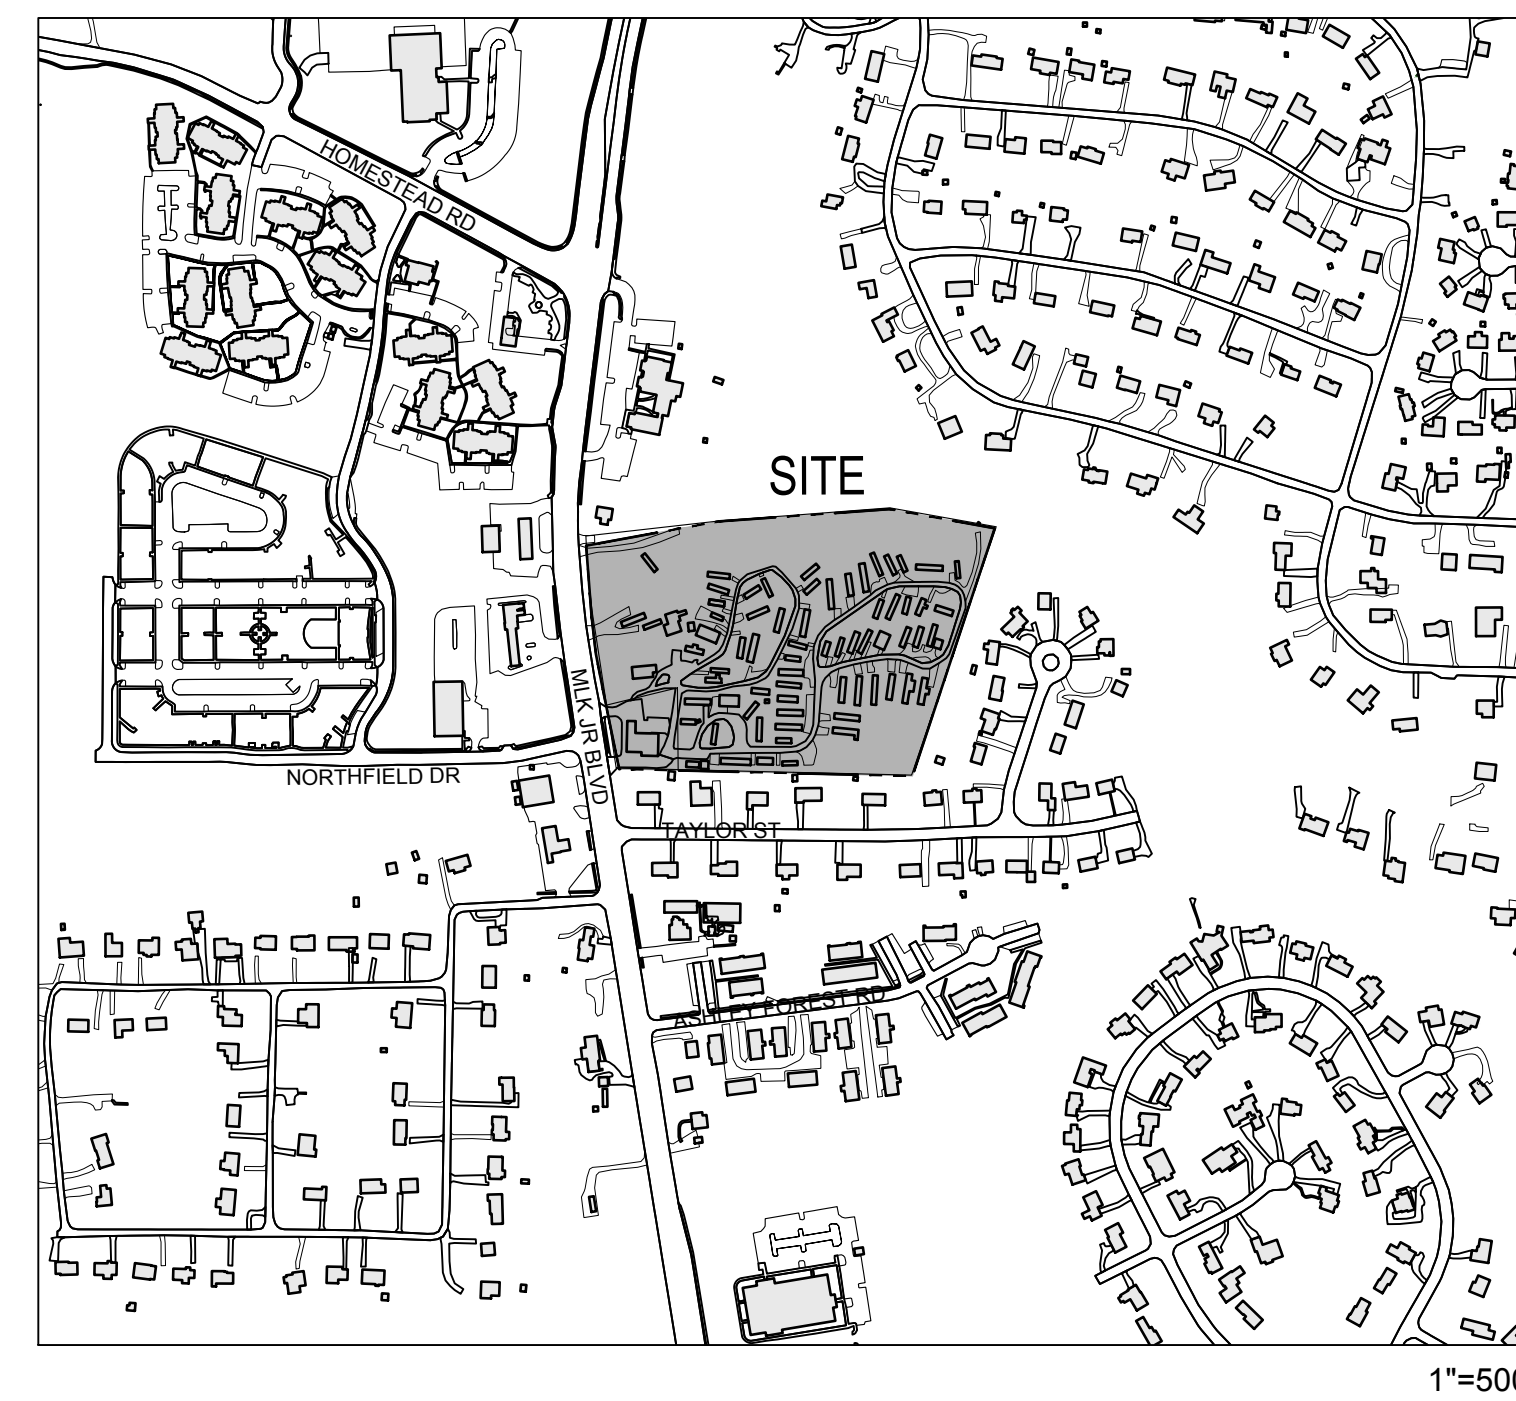 HOMESTEAD RD
SITE
MLK JR BLVD
NORTHFIELD DR
TAYLOR ST
ASHLEY FOREST RD